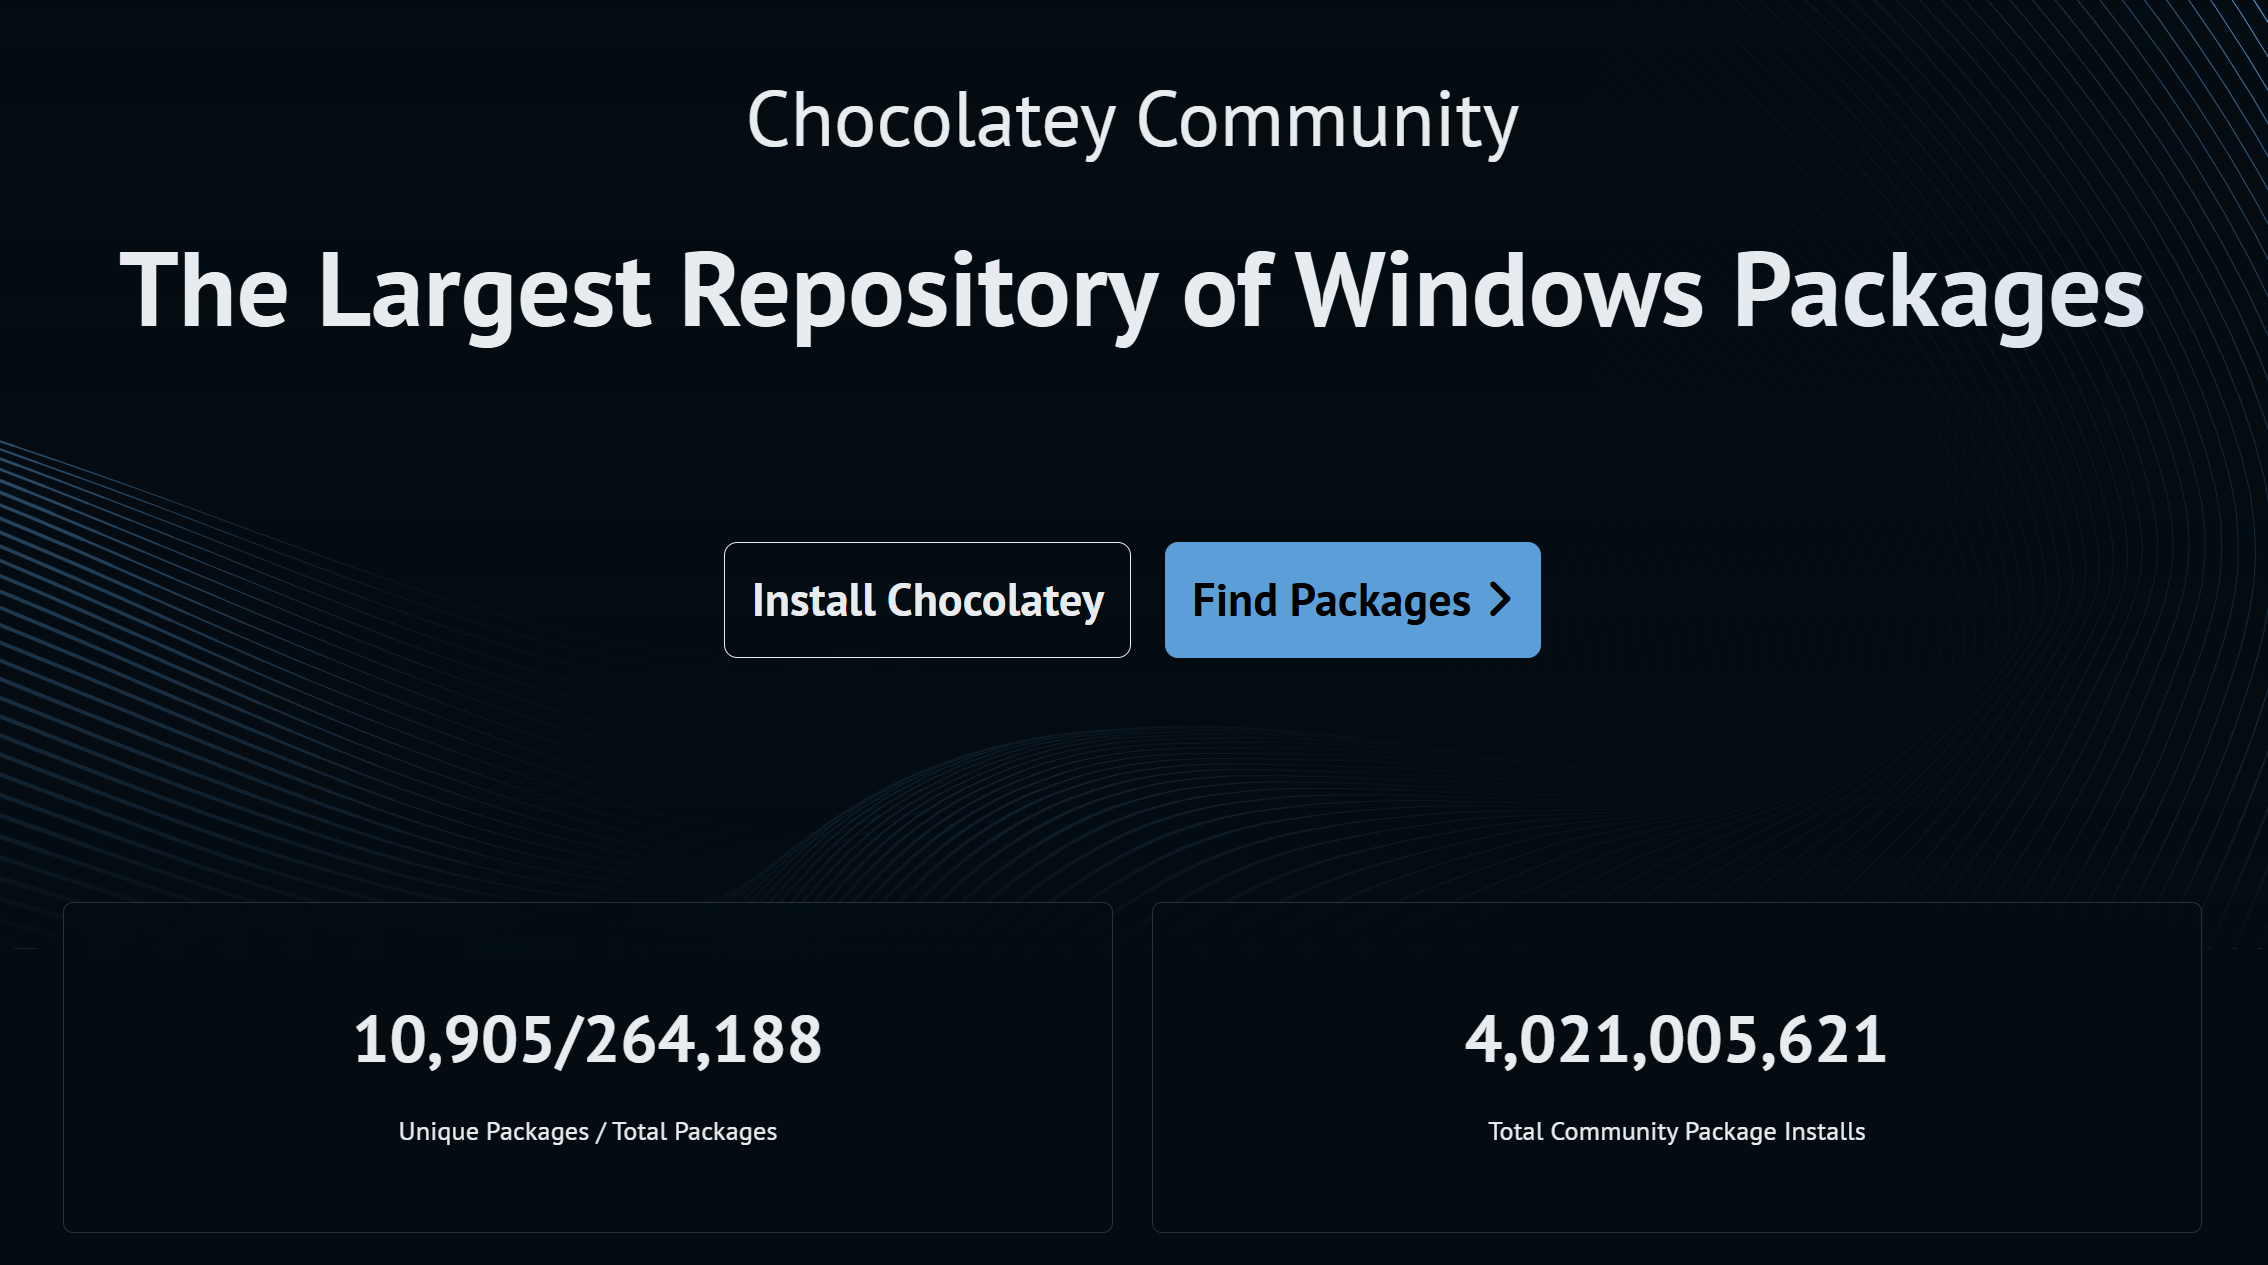 Chocolatey Community
The Largest Repository of Windows Packages
Install Chocolatey
Find Packages
10,905/264,188
Unique Packages / Total Packages
4,021,005,621
Total Community Package Installs